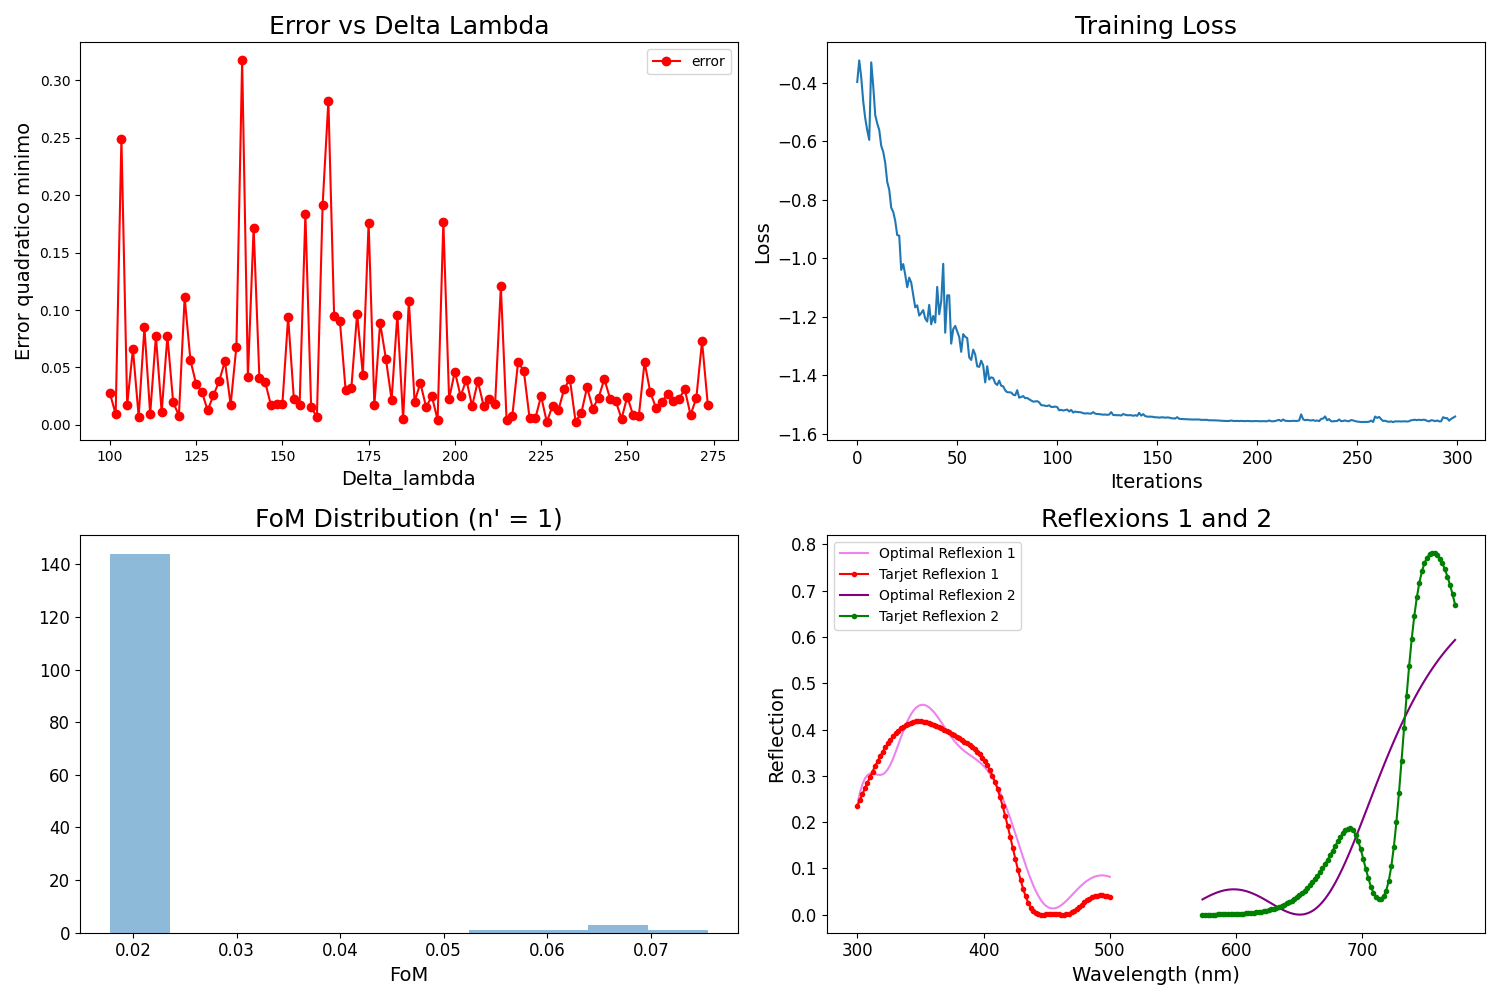 Error vs Delta Lambda
error
Error quadratico minimo
0.30
0.25
0.20
0.15
0.10
0.05
0.00
100 125 150 175 200 225 250 275
Delta_lambda
Training Loss
Loss
−0.4
−0.6
−0.8
−1.0
−1.2
−1.4
−1.6
0 50 100 150 200 250 300
Iterations
FoM Distribution (n' = 1)
140
120
100
80
60
40
20
0
0.02 0.03 0.04 0.05 0.06 0.07
FoM
Reflexions 1 and 2
Optimal Reflexion 1
Tarjet Reflexion 1
Optimal Reflexion 2
Tarjet Reflexion 2
Reflection
0.8
0.7
0.6
0.5
0.4
0.3
0.2
0.1
0.0
300 400 500 600 700
Wavelength (nm)